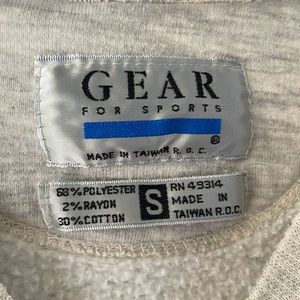 GEAR
FOR SPORTS
®
MADE IN TAIWAN R.O.C.
68% POLYESTER
2% RAYON
30% COTTON
S
RN 49314
MADE IN
TAIWAN R.O.C.